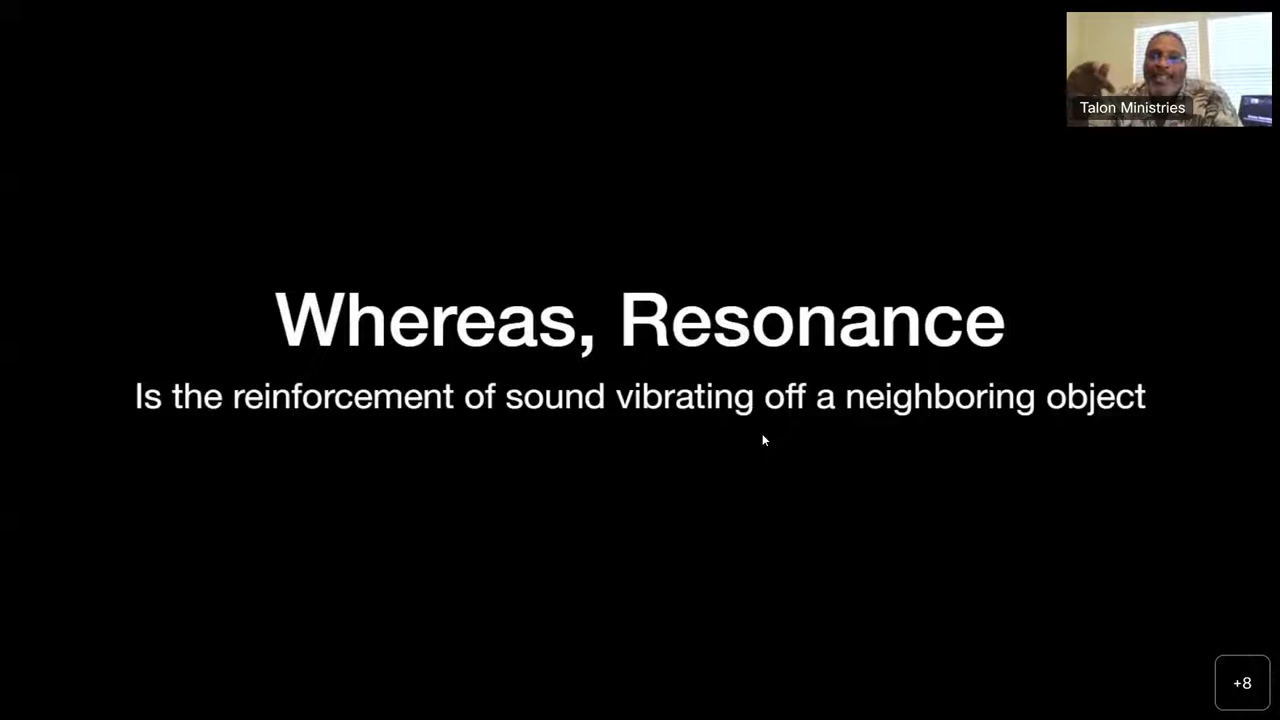 Talon Ministries
Whereas, Resonance
Is the reinforcement of sound vibrating off a neighboring object
+8